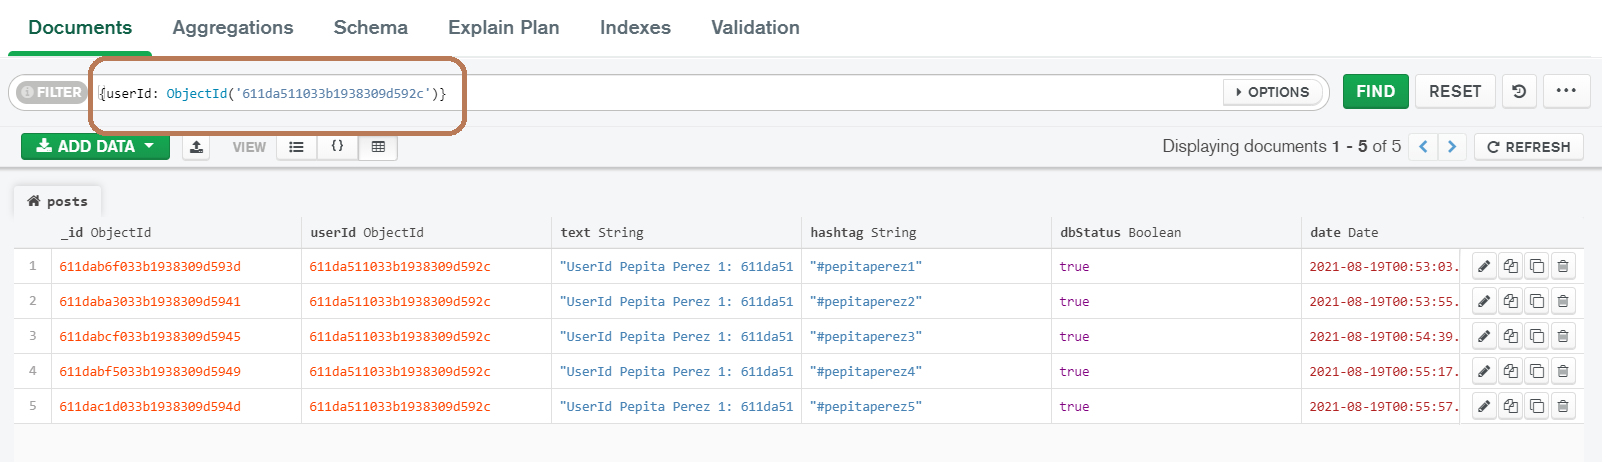 Documents Aggregations Schema Explain Plan Indexes Validation
FILTER {userId: ObjectId('611da511033b1938309d592c')} OPTIONS FIND RESET
ADD DATA VIEW {} Displaying documents 1 - 5 of 5 REFRESH
posts
_id ObjectId userId ObjectId text String hashtag String dbStatus Boolean date Date
1 611dab6f033b1938309d593d 611da511033b1938309d592c "UserId Pepita Perez 1: 611da51 "#pepitaperez1" true 2021-08-19T00:53:03.
2 611daba3033b1938309d5941 611da511033b1938309d592c "UserId Pepita Perez 1: 611da51 "#pepitaperez2" true 2021-08-19T00:53:55.
3 611dabcf033b1938309d5945 611da511033b1938309d592c "UserId Pepita Perez 1: 611da51 "#pepitaperez3" true 2021-08-19T00:54:39.
4 611dabf5033b1938309d5949 611da511033b1938309d592c "UserId Pepita Perez 1: 611da51 "#pepitaperez4" true 2021-08-19T00:55:17.
5 611dac1d033b1938309d594d 611da511033b1938309d592c "UserId Pepita Perez 1: 611da51 "#pepitaperez5" true 2021-08-19T00:55:57.